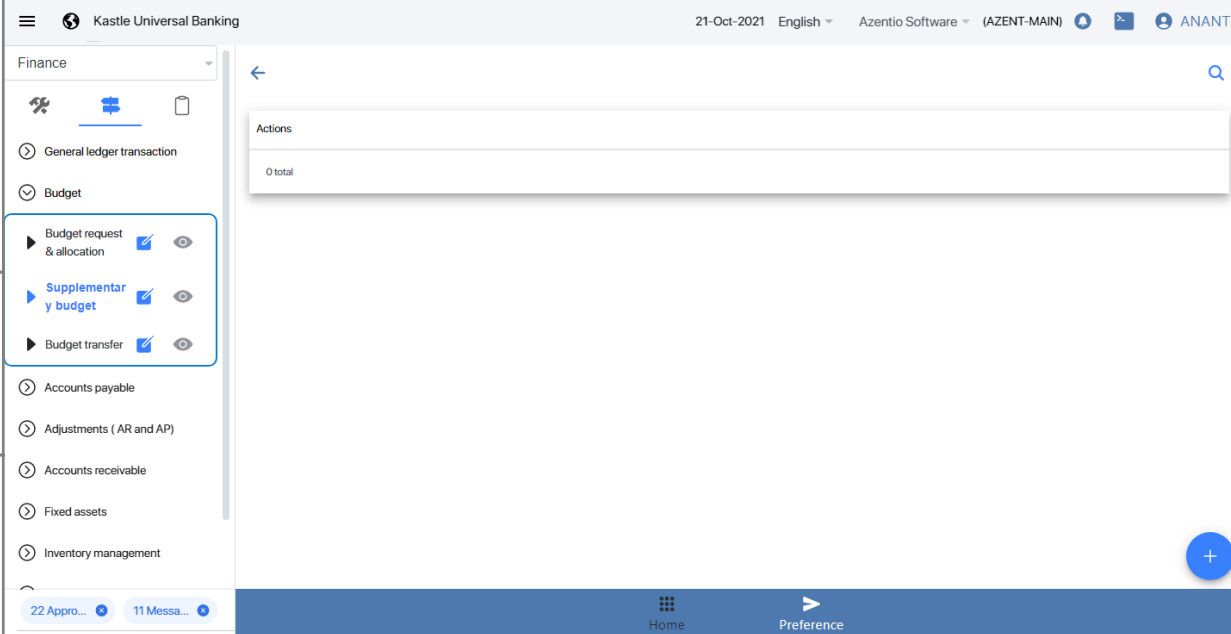 Kastle Universal Banking
21-Oct-2021 English Azentio Software (AZENT-MAIN) ANANT
Finance
General ledger transaction
Budget
Budget request
& allocation
Supplementar
y budget
Budget transfer
Accounts payable
Adjustments ( AR and AP)
Accounts receivable
Fixed assets
Inventory management
22 Appro... 11 Messa...
Actions
0 total
Home
Preference